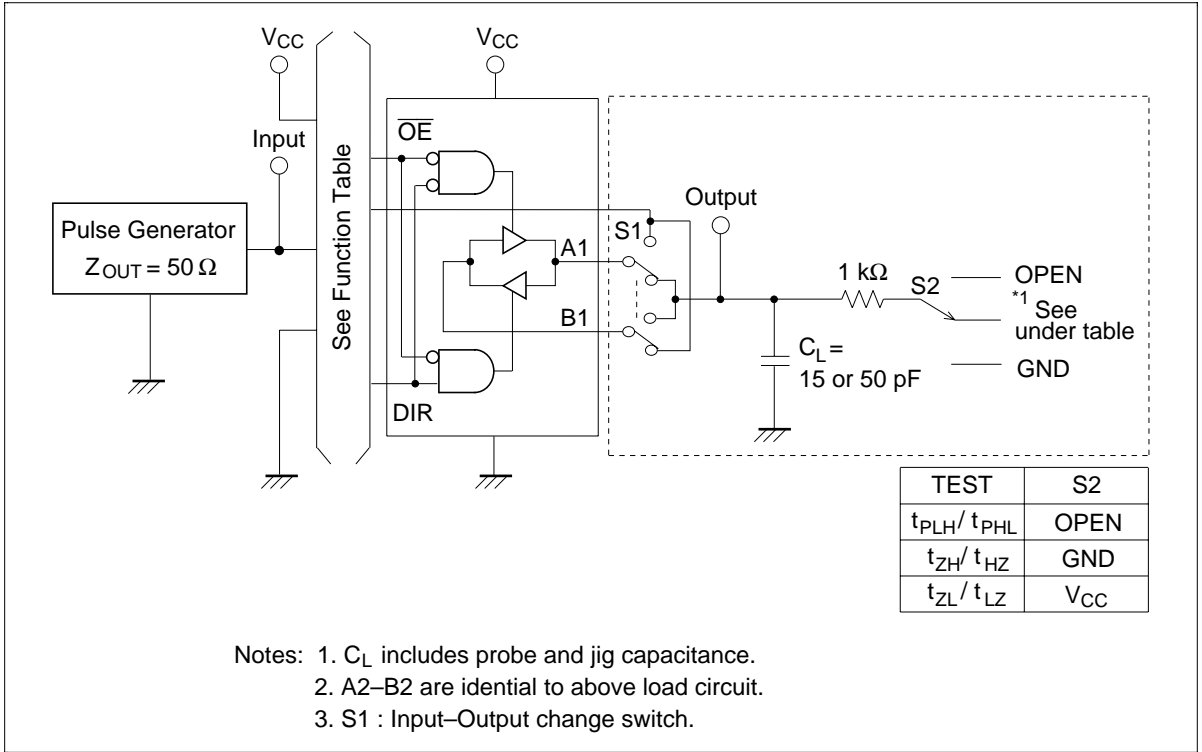 VCC
VCC
Input
OE
Pulse Generator
ZOUT = 50 Ω
See Function Table
Output
S1
A1
B1
DIR
1 kΩ
S2
OPEN
*1 See
under table
GND
CL =
15 or 50 pF
TEST S2
tPLH / tPHL OPEN
tZH / tHZ GND
tZL / tLZ VCC
Notes: 1. CL includes probe and jig capacitance.
2. A2–B2 are idential to above load circuit.
3. S1 : Input–Output change switch.